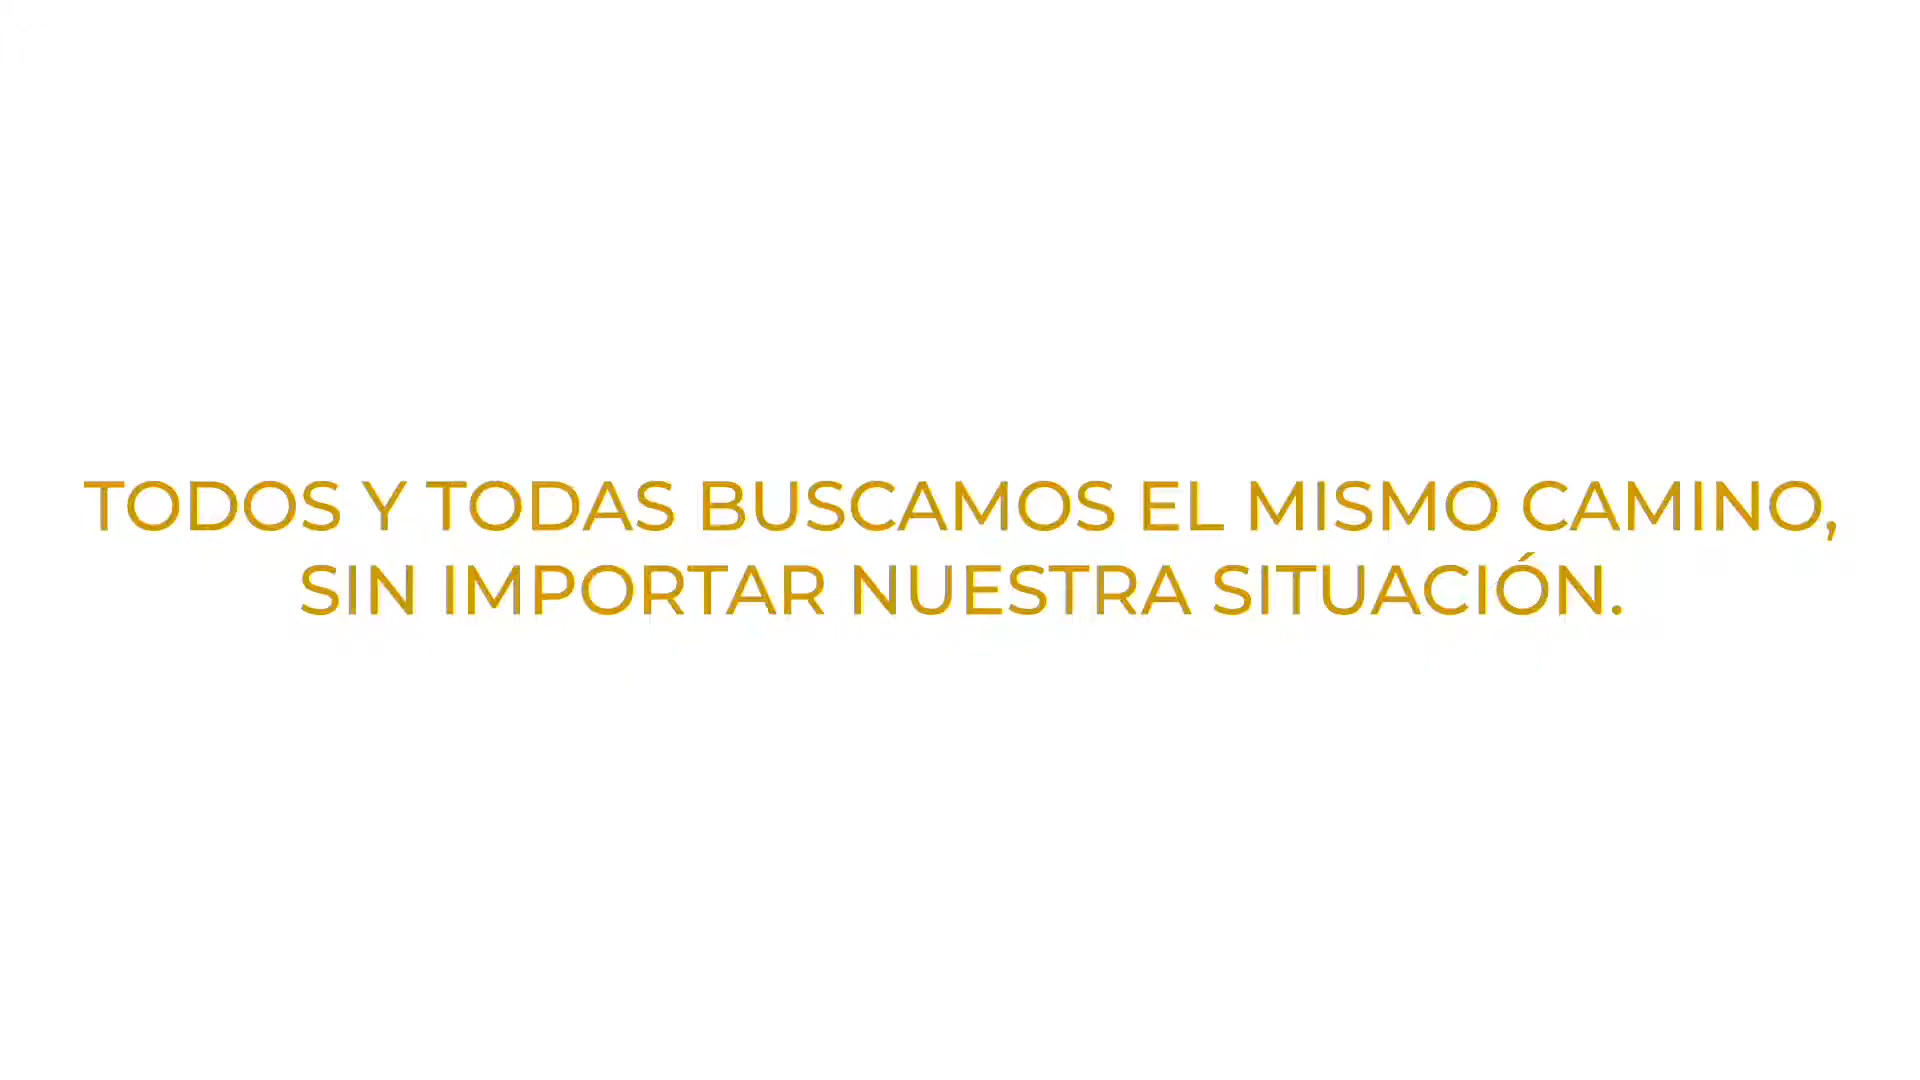 TODOS Y TODAS BUSCAMOS EL MISMO CAMINO,
SIN IMPORTAR NUESTRA SITUACIÓN.